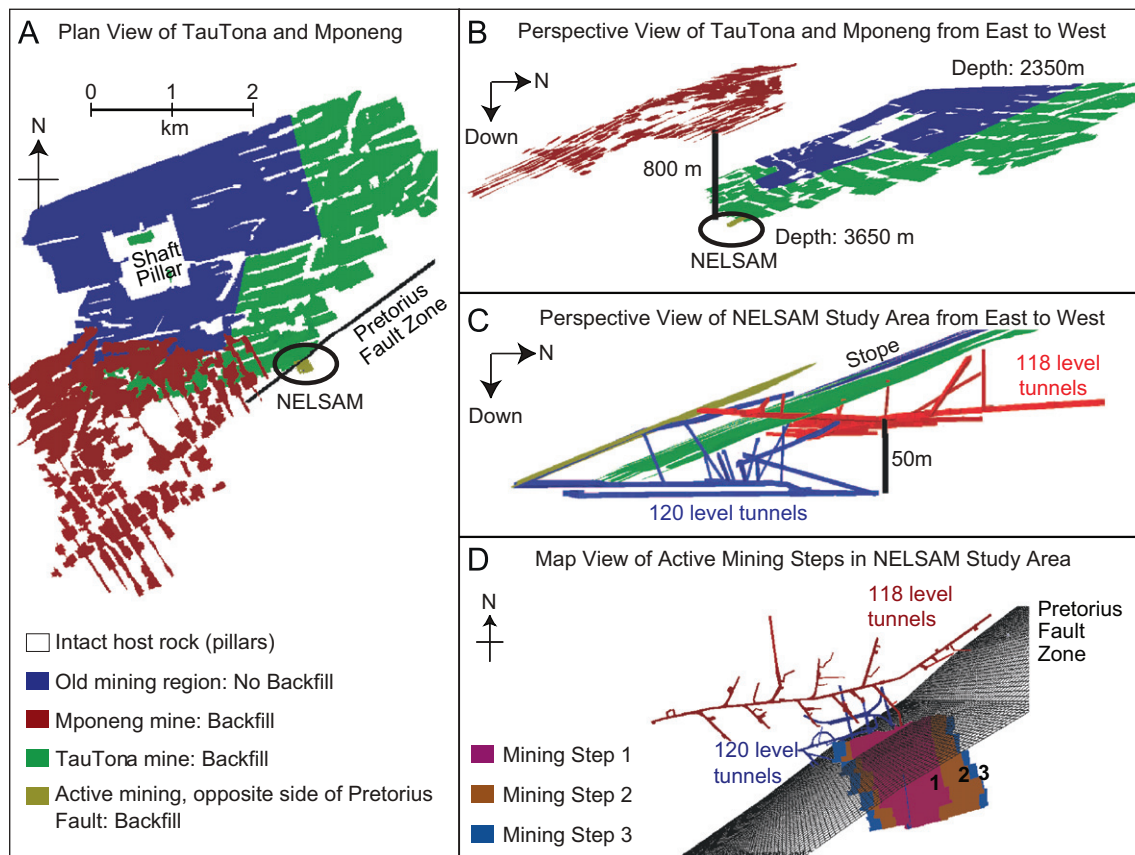 A Plan View of TauTona and Mponeng
0 1 2
km
N
Shaft
Pillar
Pretorius
Fault Zone
NELSAM
Intact host rock (pillars)
Old mining region: No Backfill
Mponeng mine: Backfill
TauTona mine: Backfill
Active mining, opposite side of Pretorius
Fault: Backfill
B Perspective View of TauTona and Mponeng from East to West
N
Down
Depth: 2350m
800 m
Depth: 3650 m
NELSAM
C Perspective View of NELSAM Study Area from East to West
N
Down
Stope
118 level
tunnels
50m
120 level tunnels
D Map View of Active Mining Steps in NELSAM Study Area
N
118 level
tunnels
Pretorius
Fault
Zone
120 level
tunnels
Mining Step 1
Mining Step 2
Mining Step 3
1 2 3